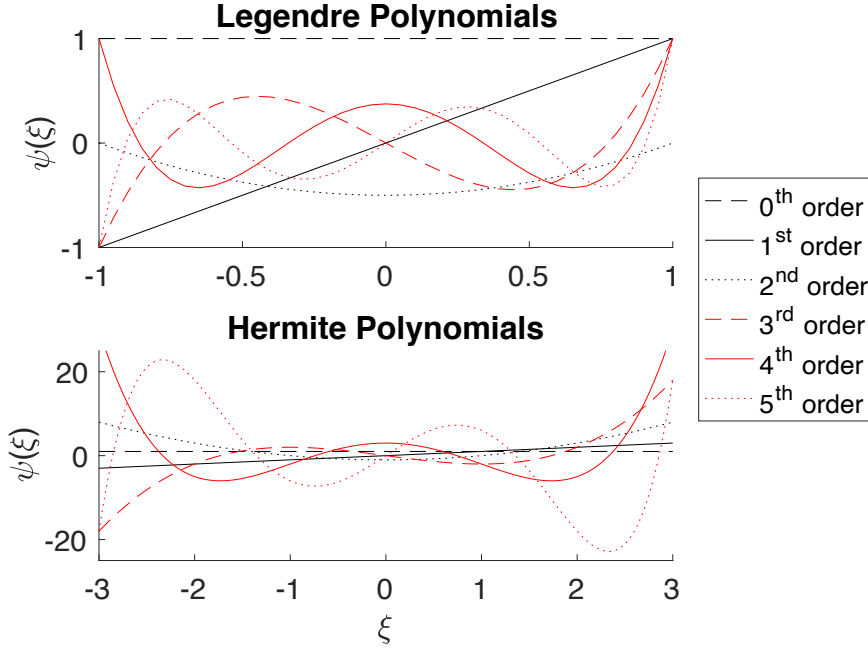 Legendre Polynomials
1
0
-1
ψ(ξ)
-1 -0.5 0 0.5 1
Hermite Polynomials
20
0
-20
ψ(ξ)
-3 -2 -1 0 1 2 3
ξ
0th order
1st order
2nd order
3rd order
4th order
5th order